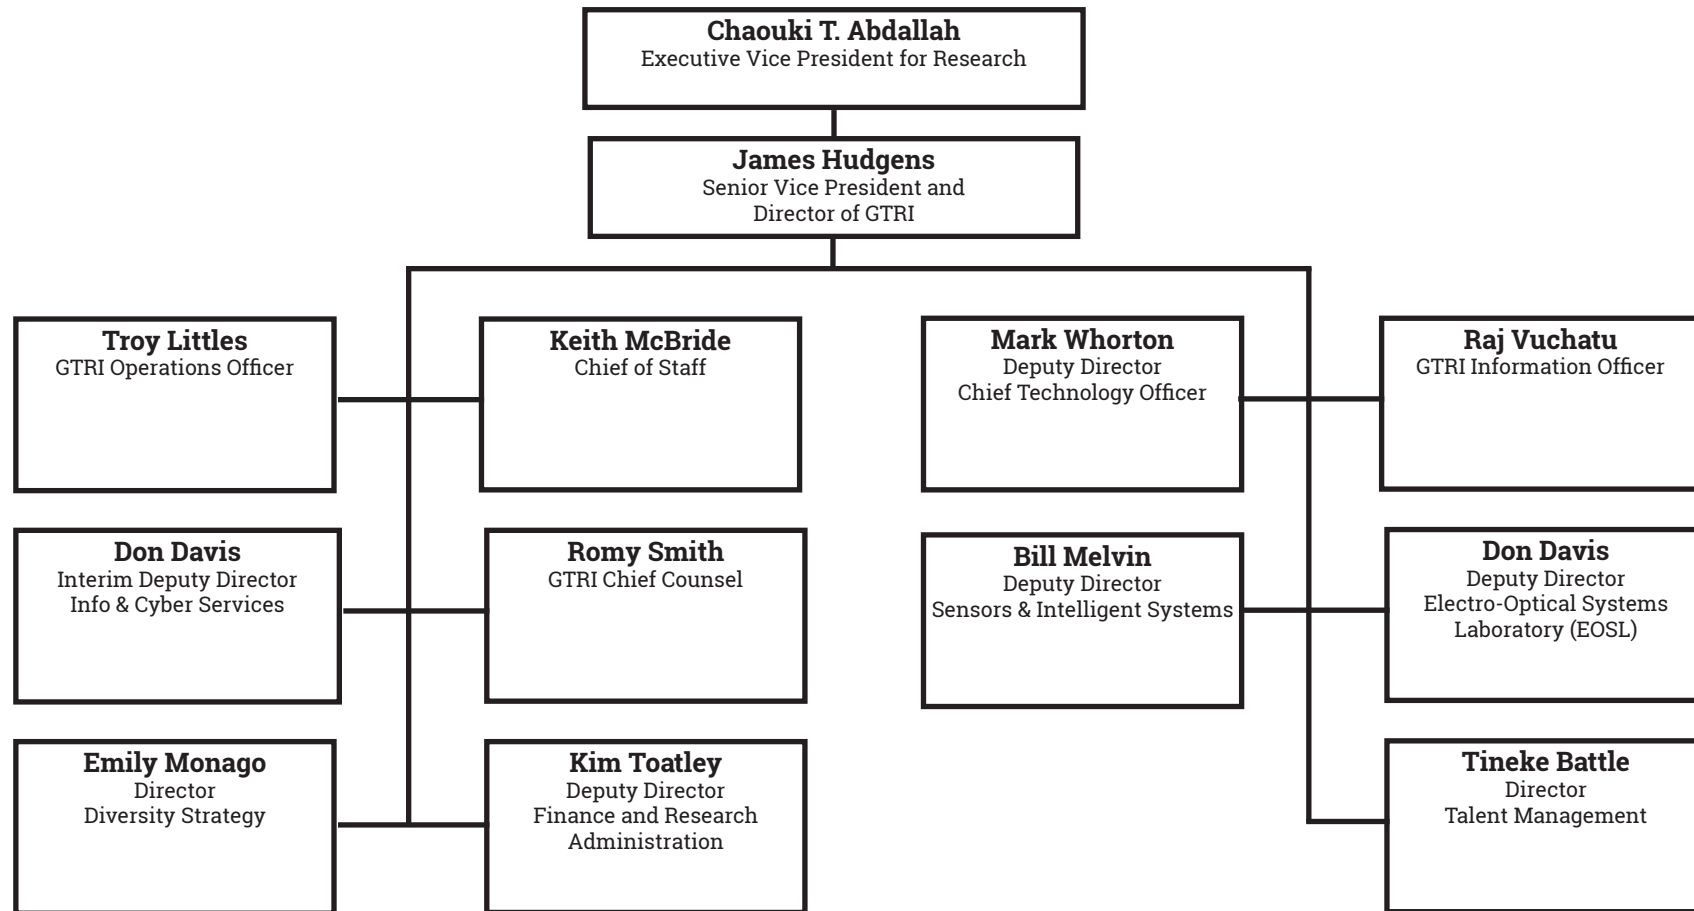 Chaouki T. Abdallah
Executive Vice President for Research
James Hudgens
Senior Vice President and
Director of GTRI
Troy Littles
GTRI Operations Officer
Keith McBride
Chief of Staff
Mark Whorton
Deputy Director
Chief Technology Officer
Raj Vuchatu
GTRI Information Officer
Don Davis
Interim Deputy Director
Info & Cyber Services
Romy Smith
GTRI Chief Counsel
Bill Melvin
Deputy Director
Sensors & Intelligent Systems
Don Davis
Deputy Director
Electro-Optical Systems
Laboratory (EOSL)
Emily Monago
Director
Diversity Strategy
Kim Toatley
Deputy Director
Finance and Research
Administration
Tineke Battle
Director
Talent Management